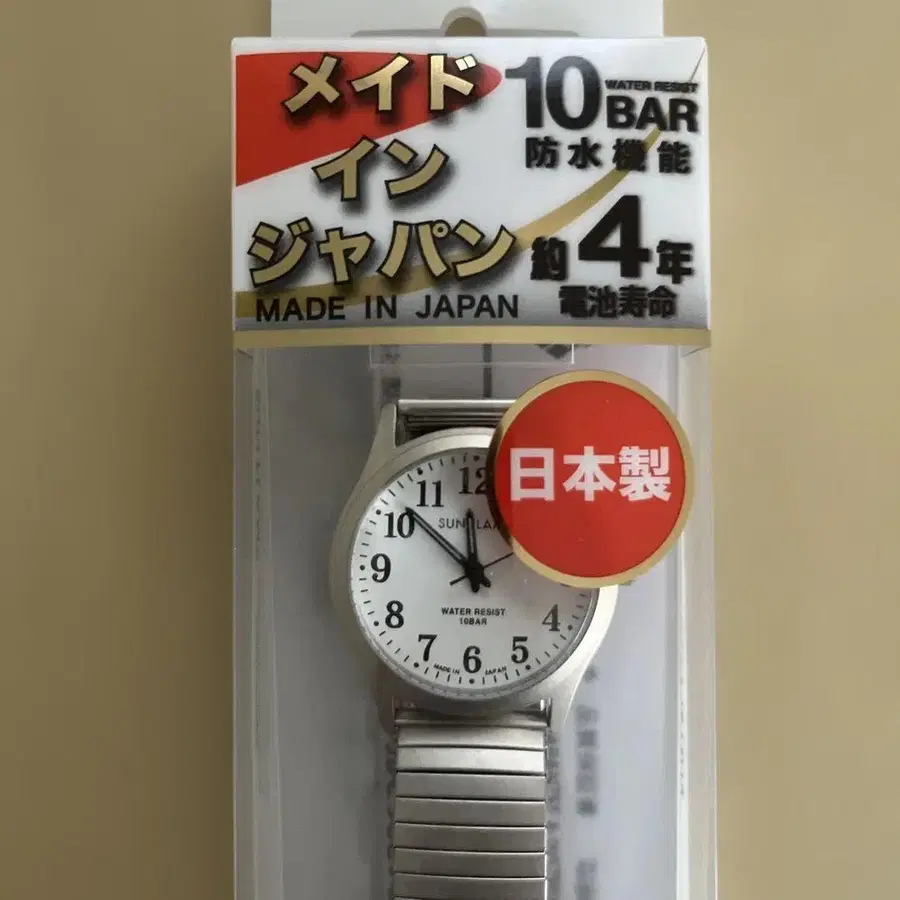 メイド
イン
ジャパン
MADE IN JAPAN
10 BAR
WATER RESIST
防水機能
約4年
電池寿命
日本製
12
11
10
9
8
7
6
5
4
WATER RESIST
10BAR
MADE IN JAPAN